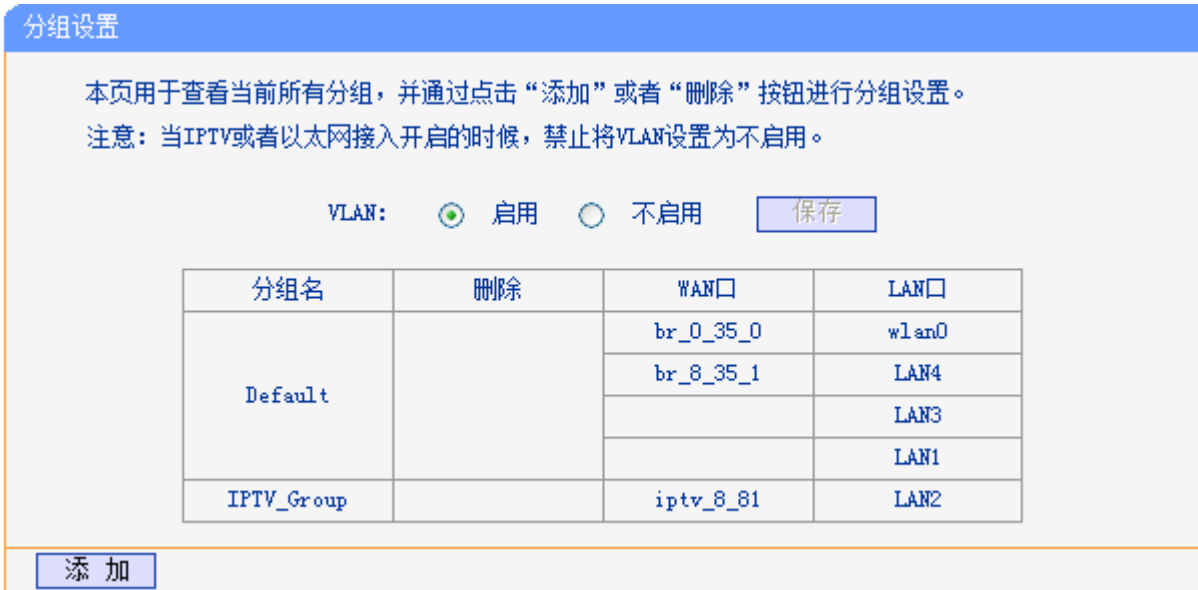 分组设置
本页用于查看当前所有分组，并通过点击“添加”或者“删除”按钮进行分组设置。
注意：当IPTV或者以太网接入开启的时候，禁止将VLAN设置为不启用。
VLAN: 启用 不启用 保存
分组名 删除 WAN口 LAN口
Default br_0_35_0 wlan0
br_8_35_1 LAN4
LAN3
LAN1
IPTV_Group iptv_8_81 LAN2
添 加